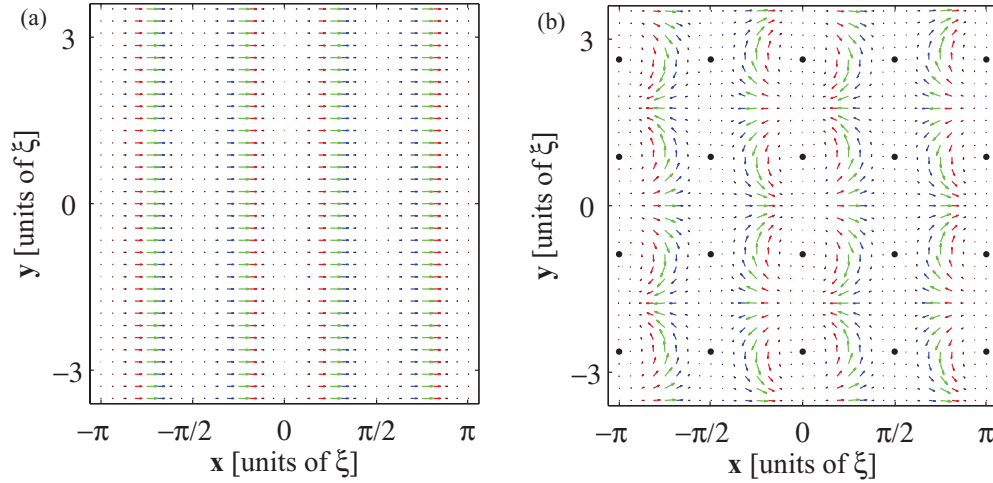 (a)
3
0
−3
y [units of ξ]
−π
−π/2
0
π/2
π
x [units of ξ]
(b)
3
0
−3
y [units of ξ]
−π
−π/2
0
π/2
π
x [units of ξ]